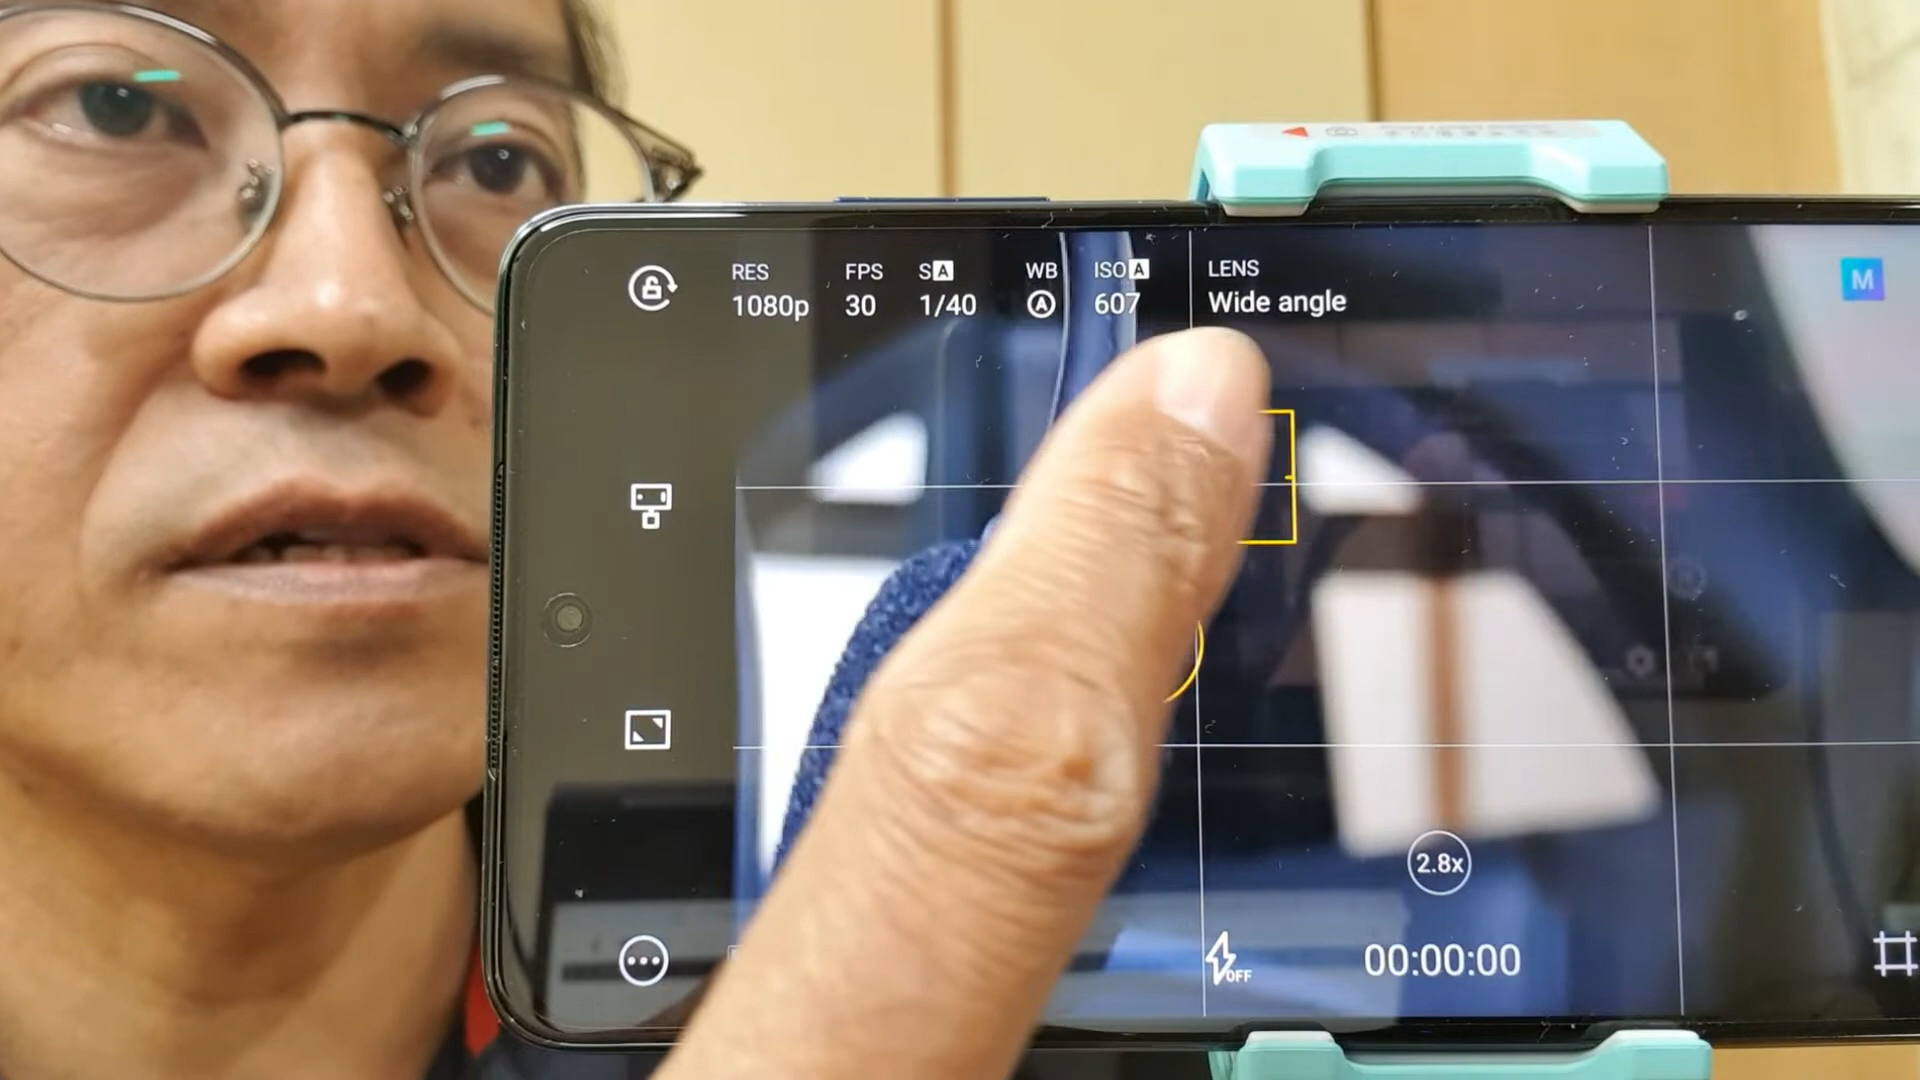 RES FPS SA WB ISOA LENS
1080p 30 1/40 A 607 Wide angle
M
2.8x
OFF 00:00:00